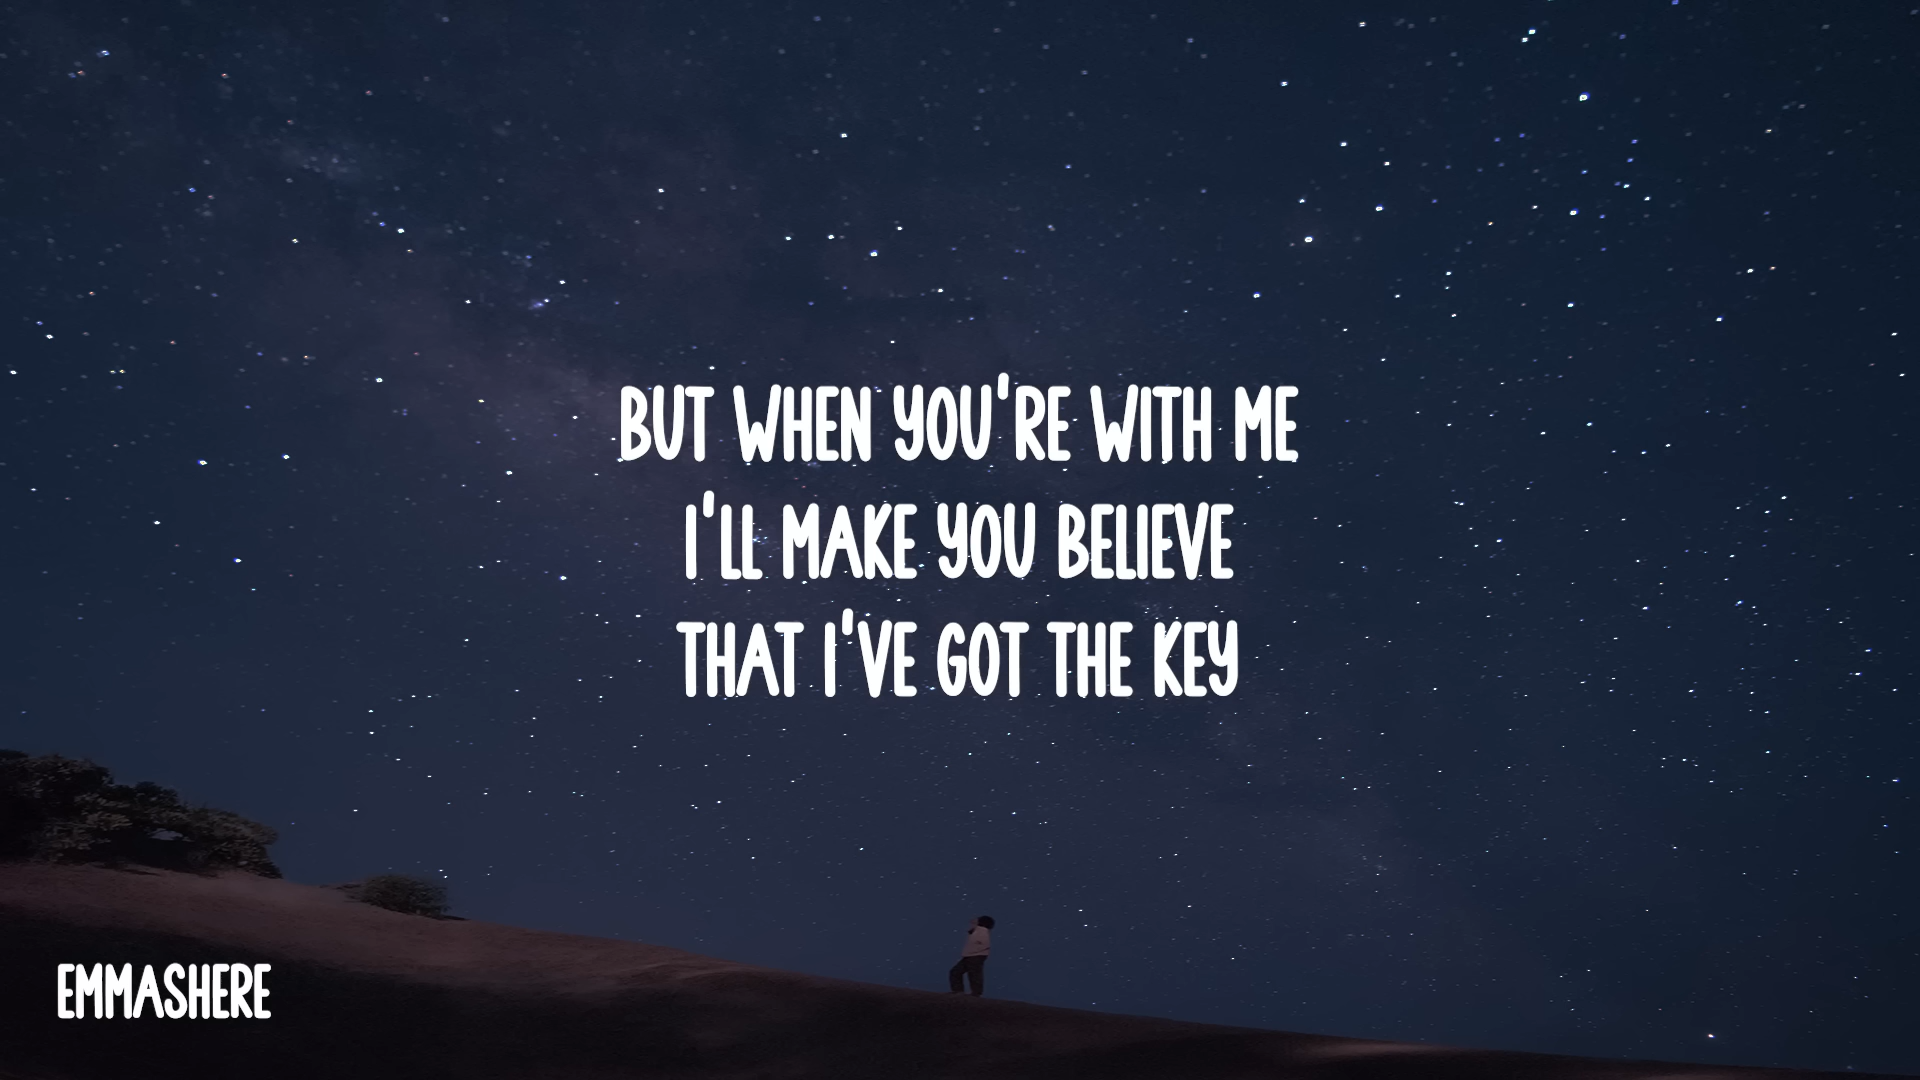 BUT WHEN YOU'RE WITH ME
I'LL MAKE YOU BELIEVE
THAT I'VE GOT THE KEY
EMMASHERE